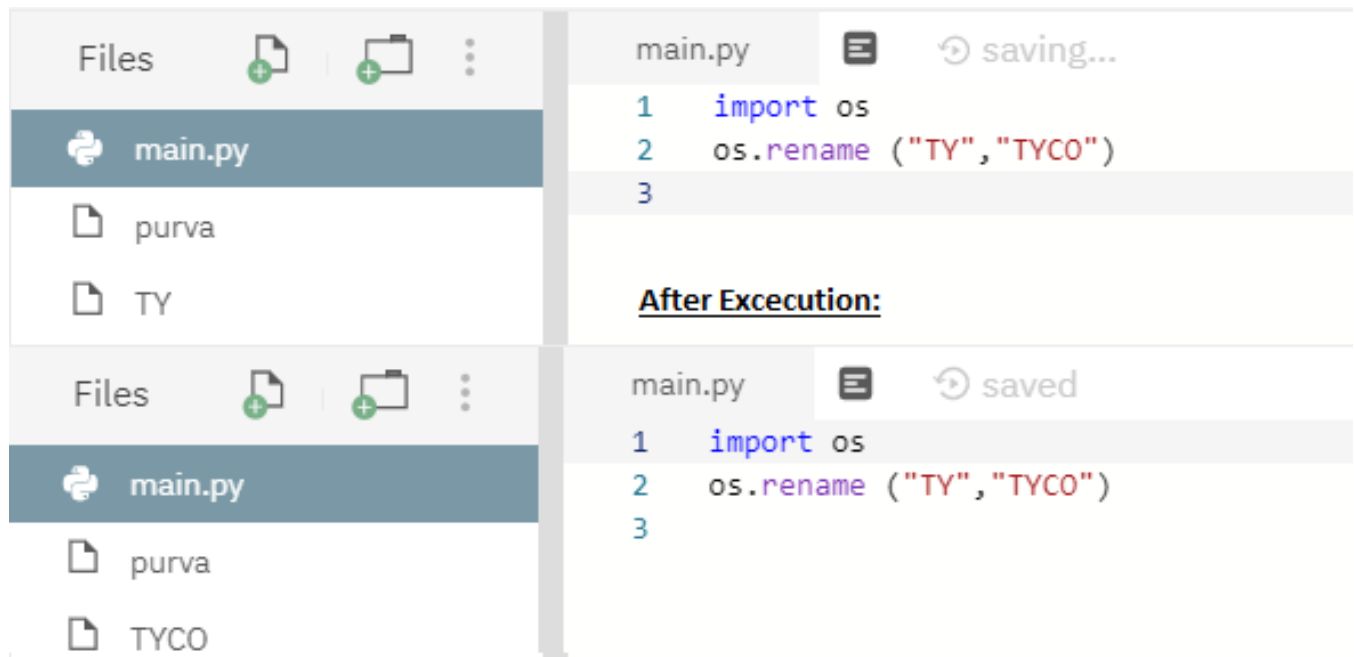 Files
main.py
saving...
main.py
purva
TY
1 import os
2 os.rename ("TY","TYCO")
3
After Excecution:
Files
main.py
saved
main.py
purva
TYCO
1 import os
2 os.rename ("TY","TYCO")
3